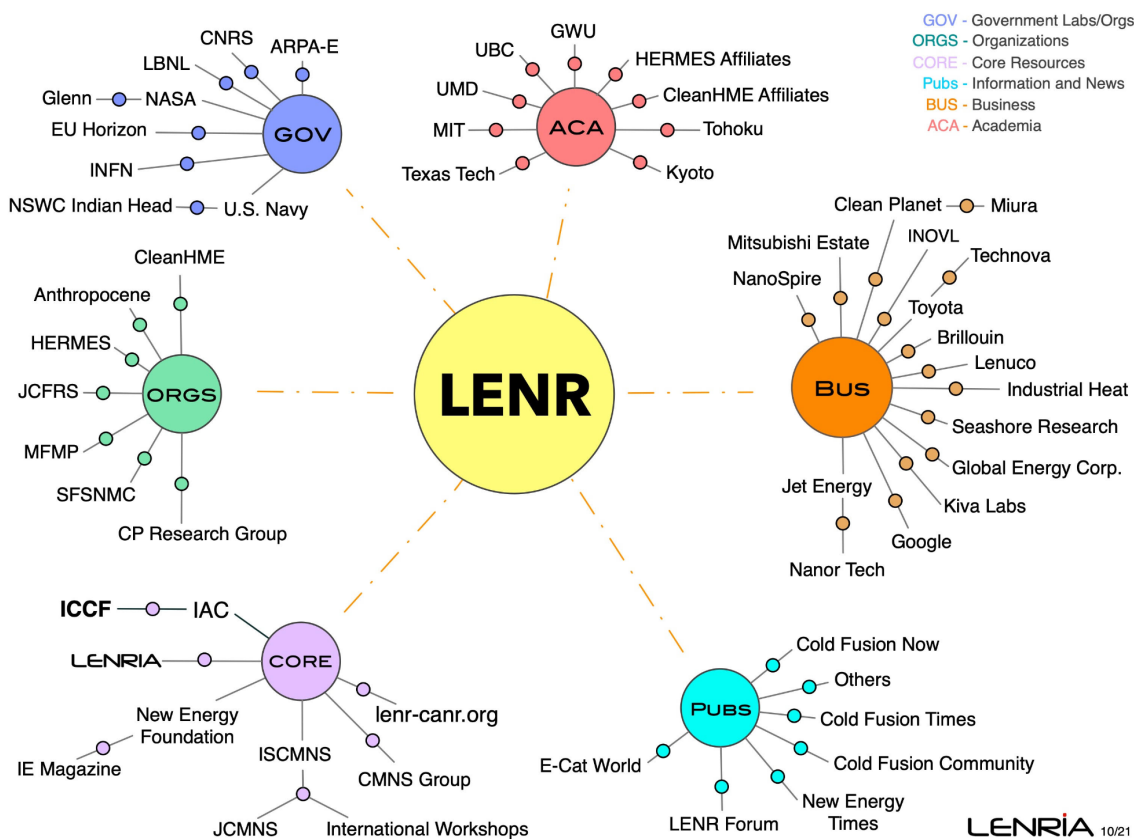 GOV - Government Labs/Orgs
ORGS - Organizations
CORE - Core Resources
Pubs - Information and News
BUS - Business
ACA - Academia
CNRS
ARPA-E
LBNL
Glenn
NASA
EU Horizon
INFN
NSWC Indian Head
U.S. Navy
GOV
GWU
UBC
HERMES Affiliates
UMD
CleanHME Affiliates
MIT
Tohoku
Texas Tech
Kyoto
ACA
CleanHME
Anthropocene
HERMES
JCFRS
MFMP
SFSNMC
CP Research Group
ORGS
LENR
Clean Planet
Miura
Mitsubishi Estate
INOVL
NanoSpire
Technova
Toyota
Brillouin
Lenuco
Industrial Heat
Seashore Research
Global Energy Corp.
Kiva Labs
Google
Jet Energy
Nanor Tech
BUS
ICCF
IAC
LENRIA
CORE
New Energy
Foundation
IE Magazine
lenr-canr.org
ISCMNS
CMNS Group
JCMNS
International Workshops
Cold Fusion Now
Others
PUBS
Cold Fusion Times
E-Cat World
Cold Fusion Community
New Energy
Times
LENR Forum
LENRIA 10/21